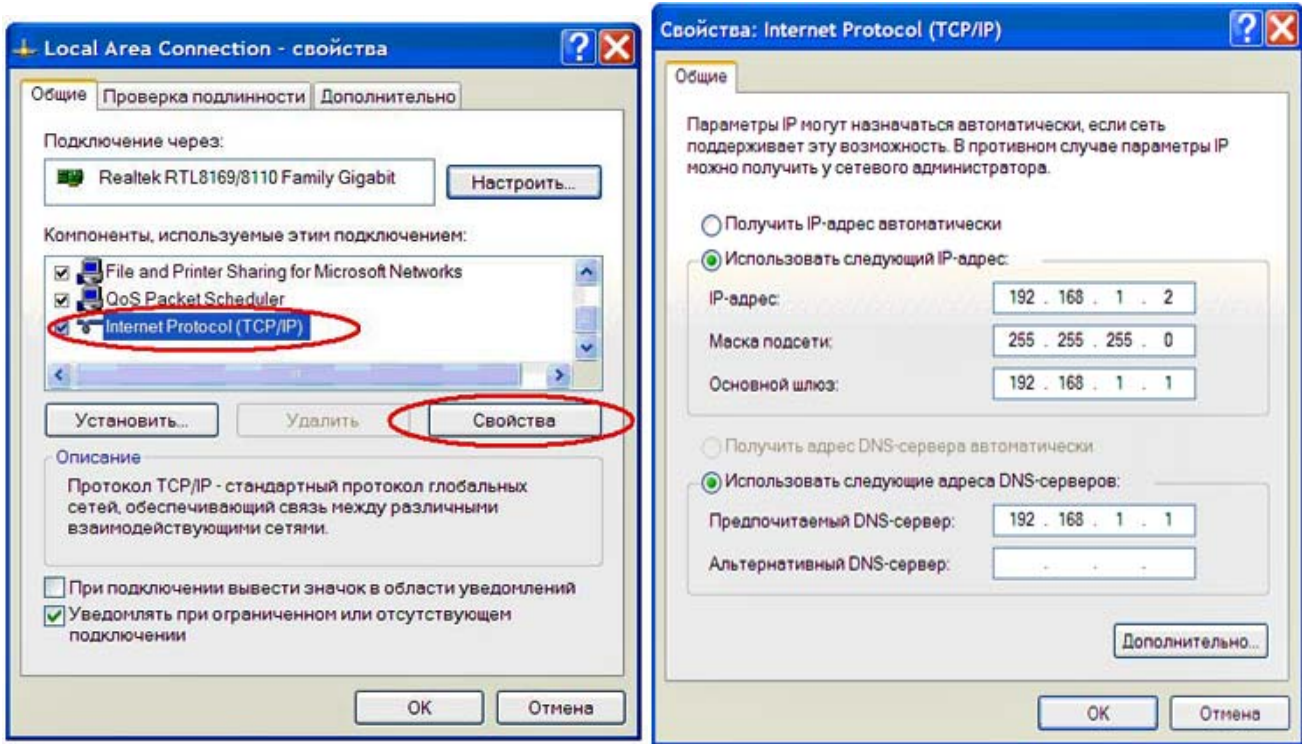 Local Area Connection - свойства
Общие
Проверка подлинности
Дополнительно
Подключение через:
Realtek RTL8169/8110 Family Gigabit
Настроить...
Компоненты, используемые этим подключением:
File and Printer Sharing for Microsoft Networks
QoS Packet Scheduler
Internet Protocol (TCP/IP)
Установить...
Удалить
Свойства
Описание
Протокол TCP/IP - стандартный протокол глобальных
сетей, обеспечивающий связь между различными
взаимодействующими сетями.
При подключении вывести значок в области уведомлений
Уведомлять при ограниченном или отсутствующем
подключении
OK
Отмена
Свойства: Internet Protocol (TCP/IP)
Общие
Параметры IP могут назначаться автоматически, если сеть
поддерживает эту возможность. В противном случае параметры IP
можно получить у сетевого администратора.
Получить IP-адрес автоматически
Использовать следующий IP-адрес:
IP-адрес: 192 . 168 . 1 . 2
Маска подсети: 255 . 255 . 255 . 0
Основной шлюз: 192 . 168 . 1 . 1
Получить адрес DNS-сервера автоматически
Использовать следующие адреса DNS-серверов:
Предпочитаемый DNS-сервер: 192 . 168 . 1 . 1
Альтернативный DNS-сервер: . . .
Дополнительно...
OK
Отмена